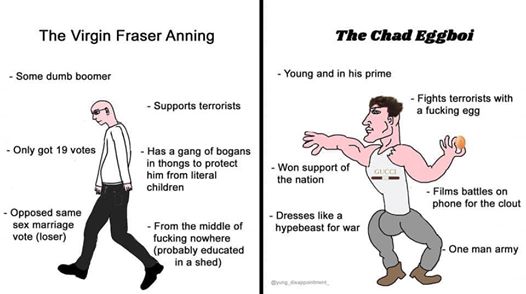 The Virgin Fraser Anning
- Some dumb boomer
- Supports terrorists
- Only got 19 votes
- Has a gang of bogans
in thongs to protect
him from literal
children
- Opposed same
sex marriage
vote (loser)
- From the middle of
fucking nowhere
(probably educated
in a shed)
The Chad Eggboi
- Young and in his prime
- Fights terrorists with
a fucking egg
- Won support of
the nation
GUCCI
- Films battles on
phone for the clout
- Dresses like a
hypebeast for war
- One man army
@yung_disappointment_